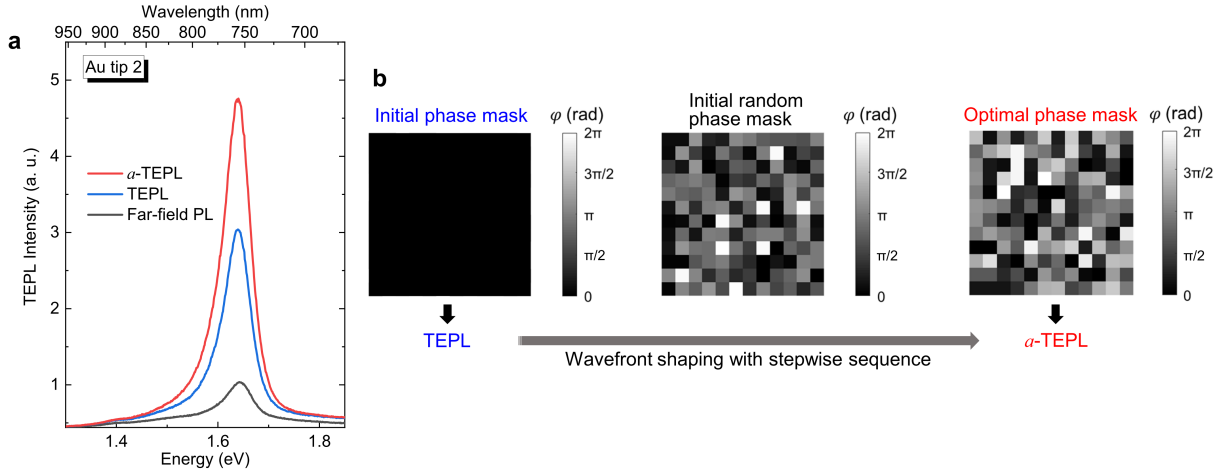 a
Wavelength (nm)
950 900 850 800 750 700
Au tip 2
a-TEPL
TEPL
Far-field PL
TEPL Intensity (a. u.)
5
4
3
2
1
1.4 1.6 1.8
Energy (eV)
b
Initial phase mask
φ (rad)
2π
3π/2
π
π/2
0
TEPL
Initial random
phase mask
φ (rad)
2π
3π/2
π
π/2
0
Optimal phase mask
φ (rad)
2π
3π/2
π
π/2
0
a-TEPL
Wavefront shaping with stepwise sequence